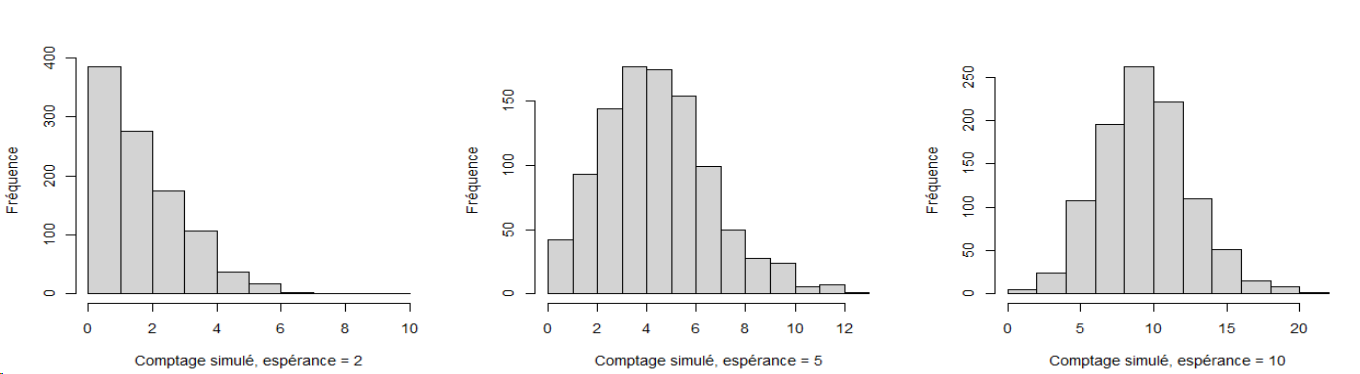 Fréquence
400
300
200
100
0
0 2 4 6 8 10
Comptage simulé, espérance = 2
Fréquence
150
100
50
0
0 2 4 6 8 10 12
Comptage simulé, espérance = 5
Fréquence
250
200
150
100
50
0
0 5 10 15 20
Comptage simulé, espérance = 10